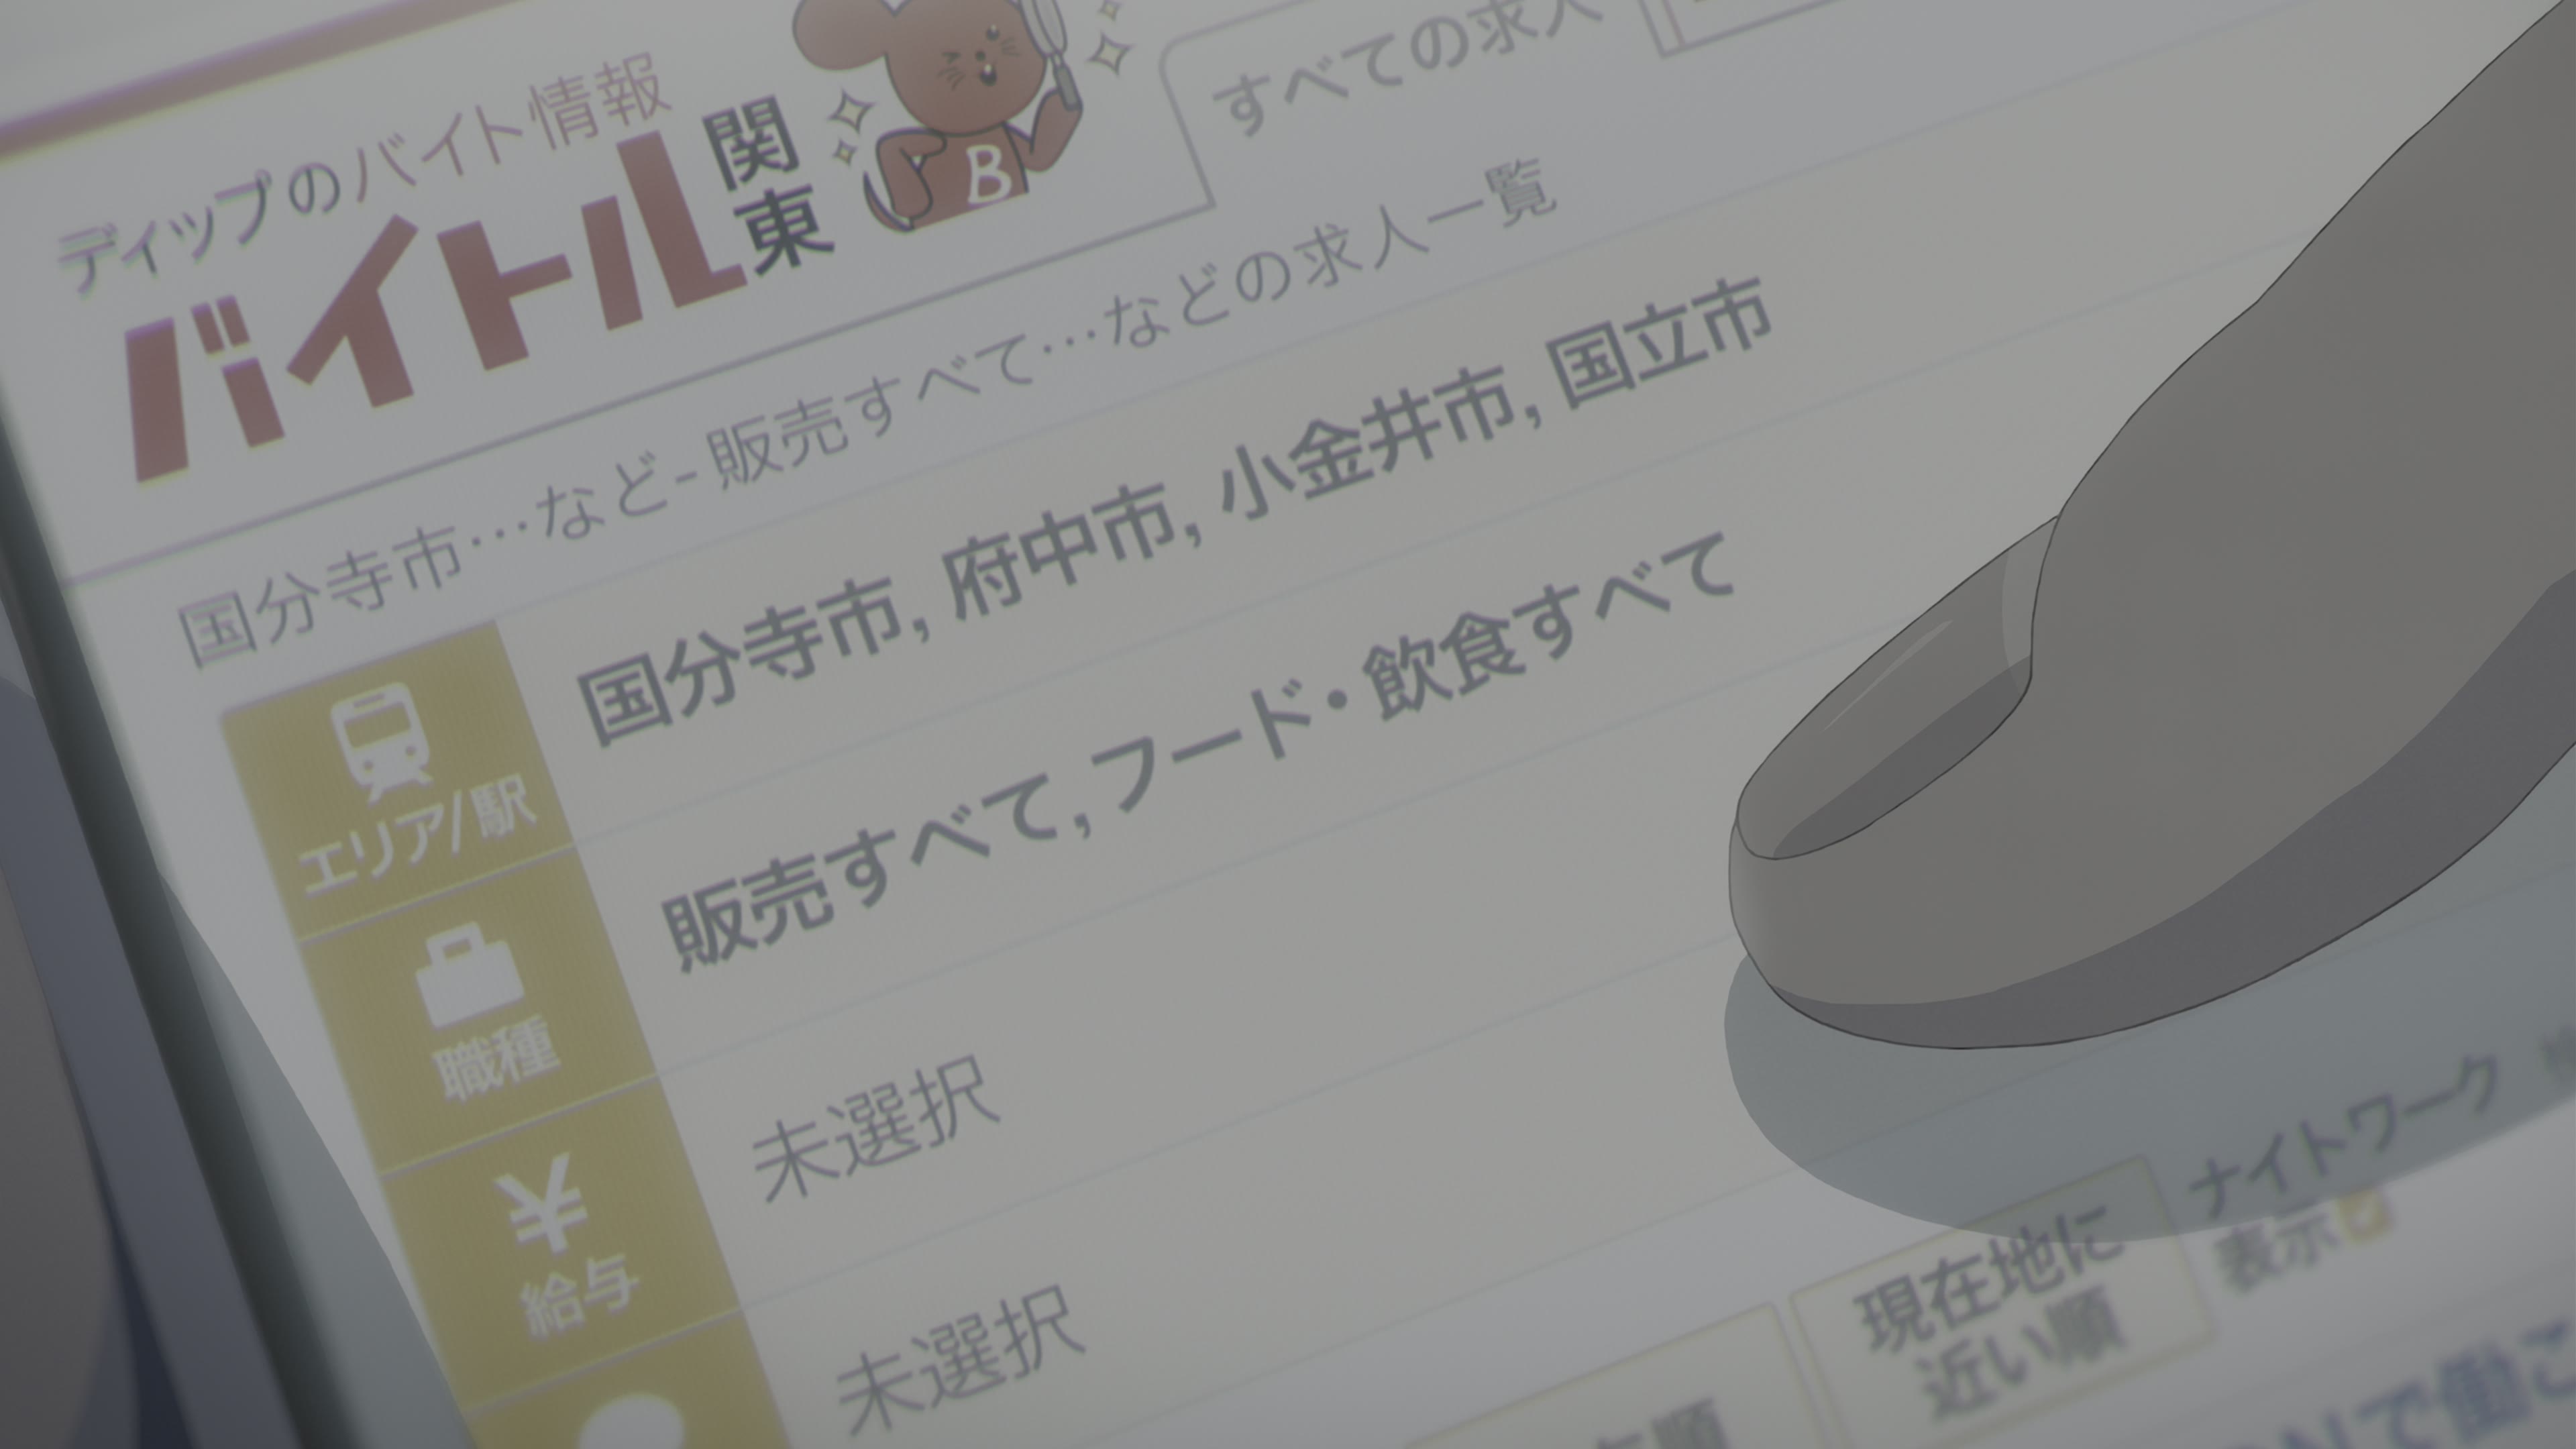 ディップのバイト情報
バイトル 関東
B
すべての求人
国分寺市…など-販売すべて…などの求人一覧
エリア/駅 国分寺市, 府中市, 小金井市, 国立市
職種 販売すべて, フード・飲食すべて
¥
給与 未選択
未選択
現在地に
近い順
ナイトワーク
表示
順
Nで働こ